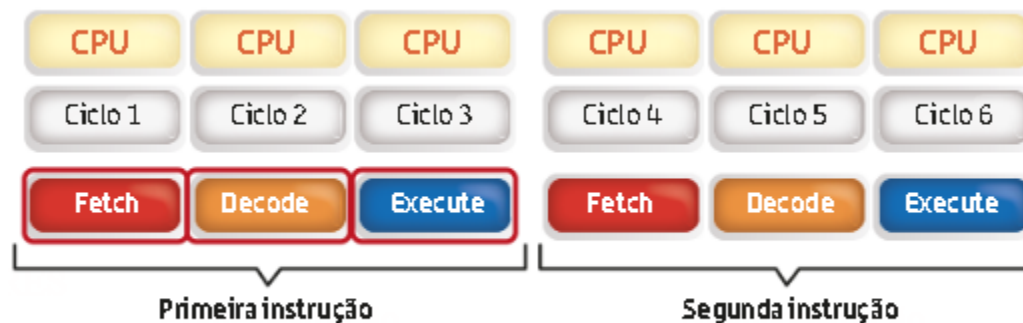 CPU CPU CPU CPU CPU CPU
Ciclo 1 Ciclo 2 Ciclo 3 Ciclo 4 Ciclo 5 Ciclo 6
Fetch Decode Execute Fetch Decode Execute
Primeira instrução Segunda instrução